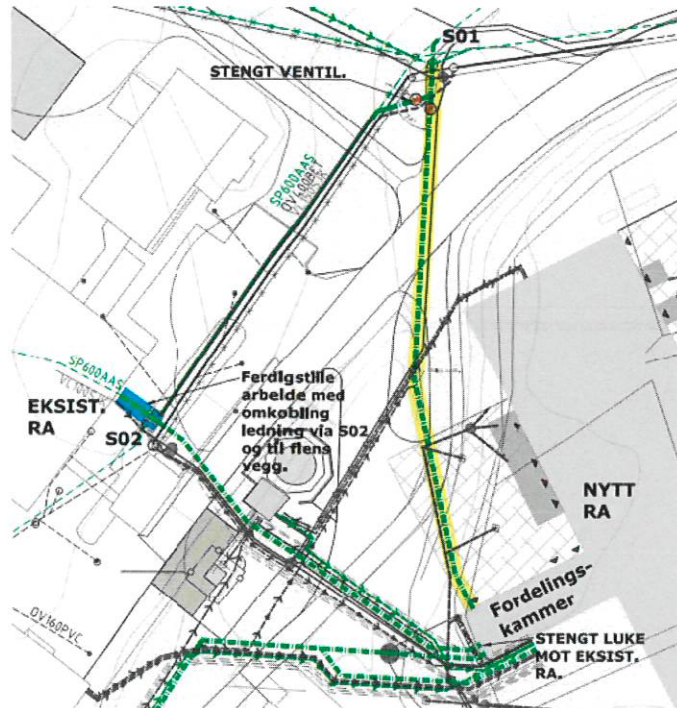 S01
STENGT VENTIL.
SP600AAS
OV400BET
SP600AAS
EKSIST.
RA
S02
Ferdigstille
arbeide med
omkobling
ledning via S02
og til flens
vegg.
NYTT
RA
Fordelings-
kammer
STENGT LUKE
MOT EKSIST.
RA.
OV160PVC